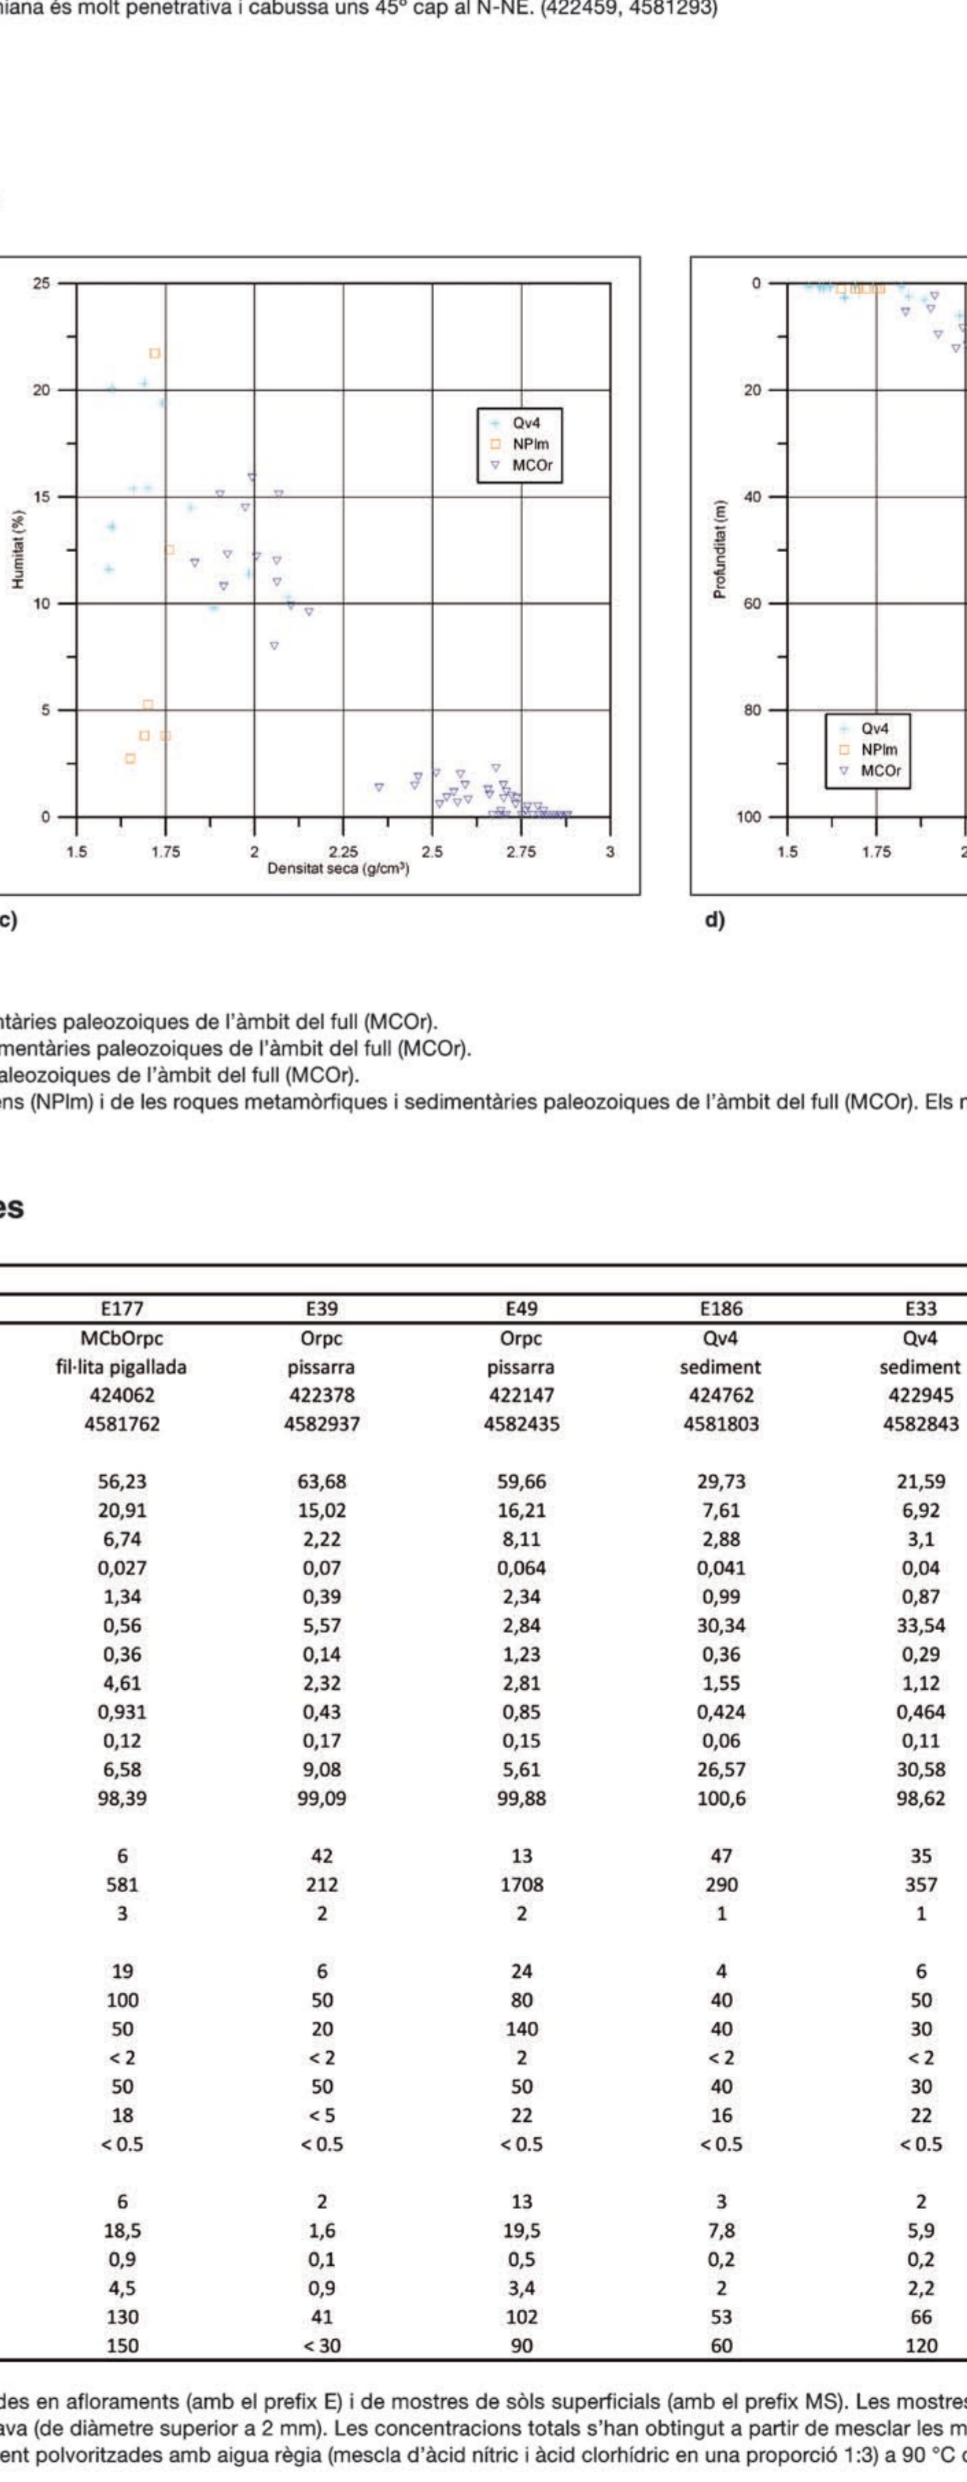 niana és molt penetrativa i cabussa uns 45º cap al N-NE. (422459, 4581293)
25
20
15
10
5
0
Humitat (%)
Qv4
NPlm
MCOr
1.5 1.75 2 2.25 2.5 2.75 3
Densitat seca (g/cm³)
c)
0
20
40
60
80
100
Profunditat (m)
Qv4
NPlm
MCOr
1.5 1.75 2
d)
ntàries paleozoiques de l'àmbit del full (MCOr).
mentàries paleozoiques de l'àmbit del full (MCOr).
aleozoiques de l'àmbit del full (MCOr).
ens (NPlm) i de les roques metamòrfiques i sedimentàries paleozoiques de l'àmbit del full (MCOr). Els
es
E177 E39 E49 E186 E33
MCbOrpc Orpc Orpc Qv4 Qv4
fil·lita pigallada pissarra pissarra sediment sediment
424062 422378 422147 424762 422945
4581762 4582937 4582435 4581803 4582843
56,23 63,68 59,66 29,73 21,59
20,91 15,02 16,21 7,61 6,92
6,74 2,22 8,11 2,88 3,1
0,027 0,07 0,064 0,041 0,04
1,34 0,39 2,34 0,99 0,87
0,56 5,57 2,84 30,34 33,54
0,36 0,14 1,23 0,36 0,29
4,61 2,32 2,81 1,55 1,12
0,931 0,43 0,85 0,424 0,464
0,12 0,17 0,15 0,06 0,11
6,58 9,08 5,61 26,57 30,58
98,39 99,09 99,88 100,6 98,62
6 42 13 47 35
581 212 1708 290 357
3 2 2 1 1
19 6 24 4 6
100 50 80 40 50
50 20 140 40 30
< 2 < 2 2 < 2 < 2
50 50 50 40 30
18 < 5 22 16 22
< 0.5 < 0.5 < 0.5 < 0.5 < 0.5
6 2 13 3 2
18,5 1,6 19,5 7,8 5,9
0,9 0,1 0,5 0,2 0,2
4,5 0,9 3,4 2 2,2
130 41 102 53 66
150 < 30 90 60 120
des en afloraments (amb el prefix E) i de mostres de sòls superficials (amb el prefix MS). Les mostres
ava (de diàmetre superior a 2 mm). Les concentracions totals s'han obtingut a partir de mesclar les m
ent polvoritzades amb aigua règia (mescla d'àcid nítric i àcid clorhídric en una proporció 1:3) a 90 °C